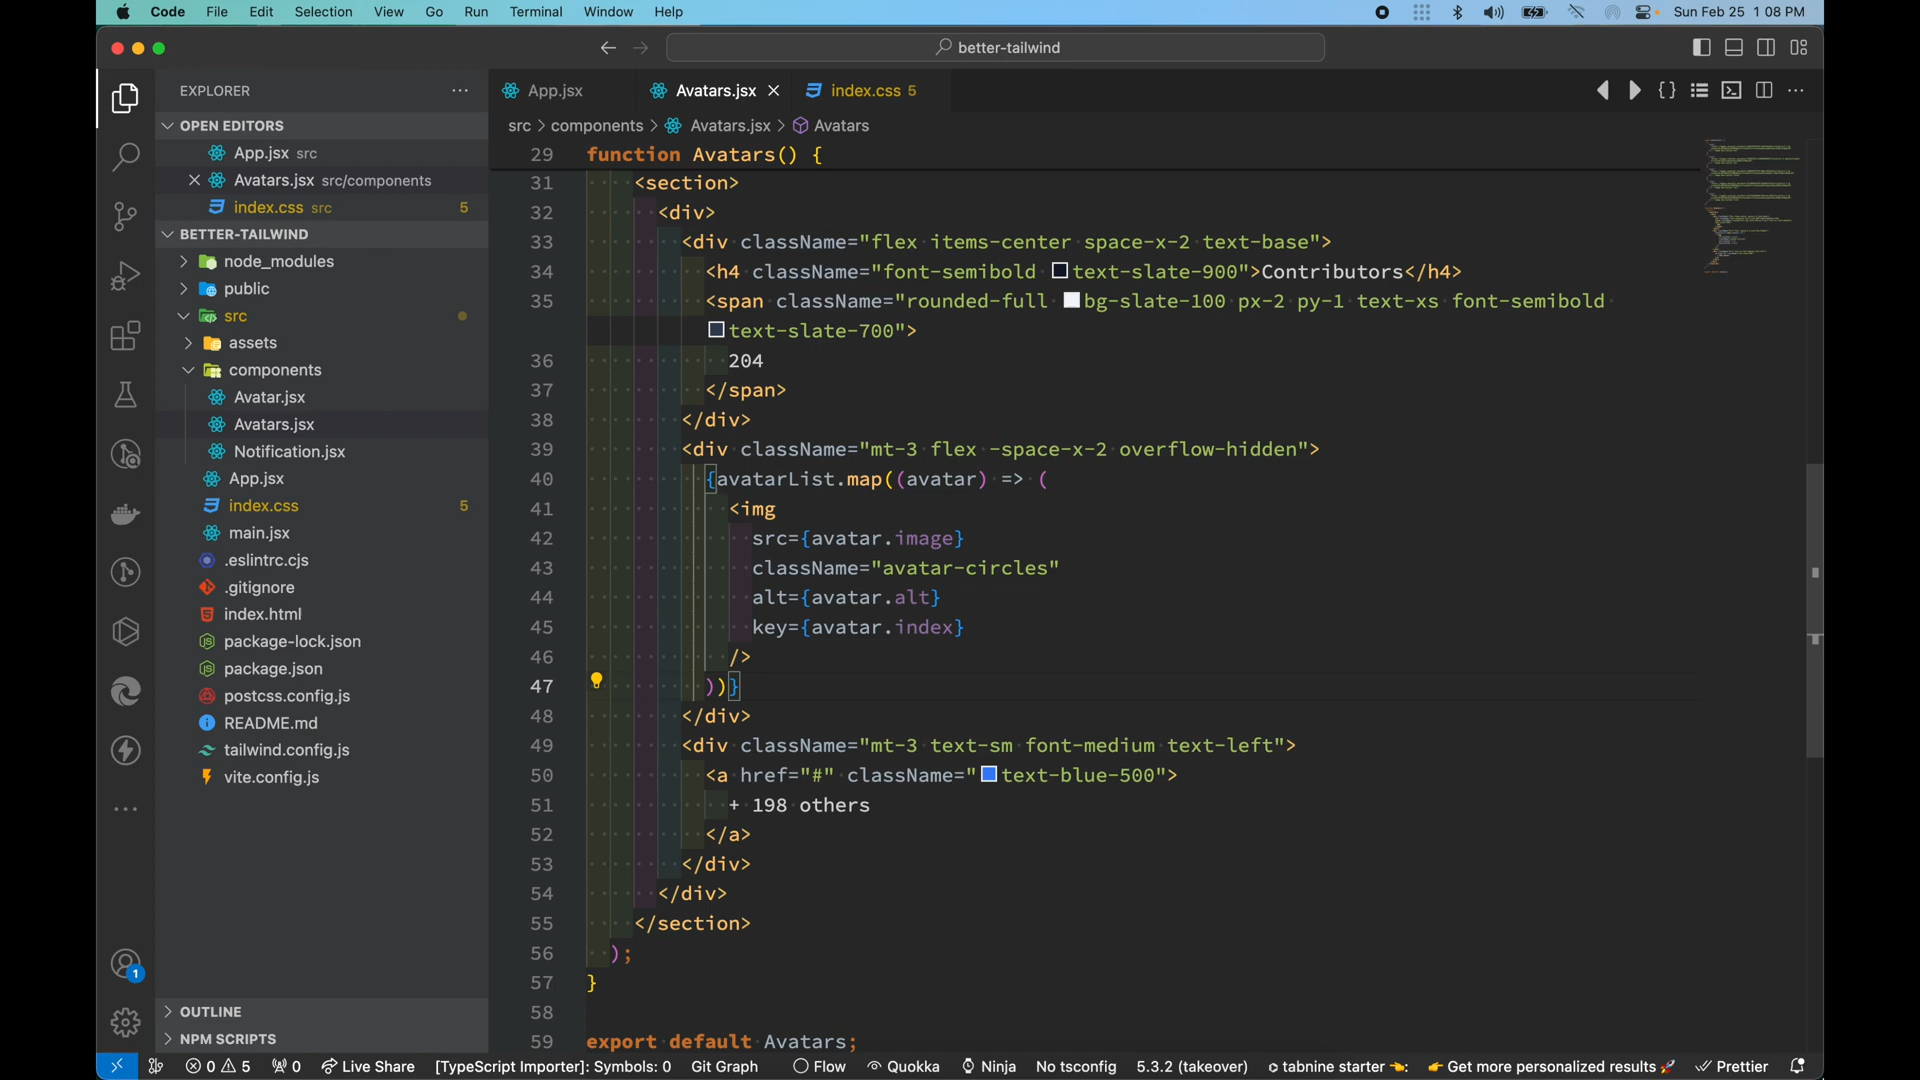 Code File Edit Selection View Go Run Terminal Window Help Sun Feb 25 1 08 PM
better-tailwind
EXPLORER
OPEN EDITORS
App.jsx src
Avatars.jsx src/components
index.css src 5
BETTER-TAILWIND
node_modules
public
src
assets
components
Avatar.jsx
Avatars.jsx
Notification.jsx
App.jsx
index.css 5
main.jsx
.eslintrc.cjs
.gitignore
index.html
package-lock.json
package.json
postcss.config.js
README.md
tailwind.config.js
vite.config.js
OUTLINE
NPM SCRIPTS
1
App.jsx Avatars.jsx index.css 5
src > components > Avatars.jsx > Avatars
29 function Avatars() {
31 <section>
32 <div>
33 <div className="flex items-center space-x-2 text-base">
34 <h4 className="font-semibold text-slate-900">Contributors</h4>
35 <span className="rounded-full bg-slate-100 px-2 py-1 text-xs font-semibold
text-slate-700">
36 204
37 </span>
38 </div>
39 <div className="mt-3 flex -space-x-2 overflow-hidden">
40 {avatarList.map((avatar) => (
41 <img
42 src={avatar.image}
43 className="avatar-circles"
44 alt={avatar.alt}
45 key={avatar.index}
46 />
47 ))}
48 </div>
49 <div className="mt-3 text-sm font-medium text-left">
50 <a href="#" className="text-blue-500">
51 + 198 others
52 </a>
53 </div>
54 </div>
55 </section>
56 );
57 }
58
59 export default Avatars;
0 5 0 Live Share [TypeScript Importer]: Symbols: 0 Git Graph Flow Quokka Ninja No tsconfig 5.3.2 (takeover) tabnine starter Get more personalized results Prettier